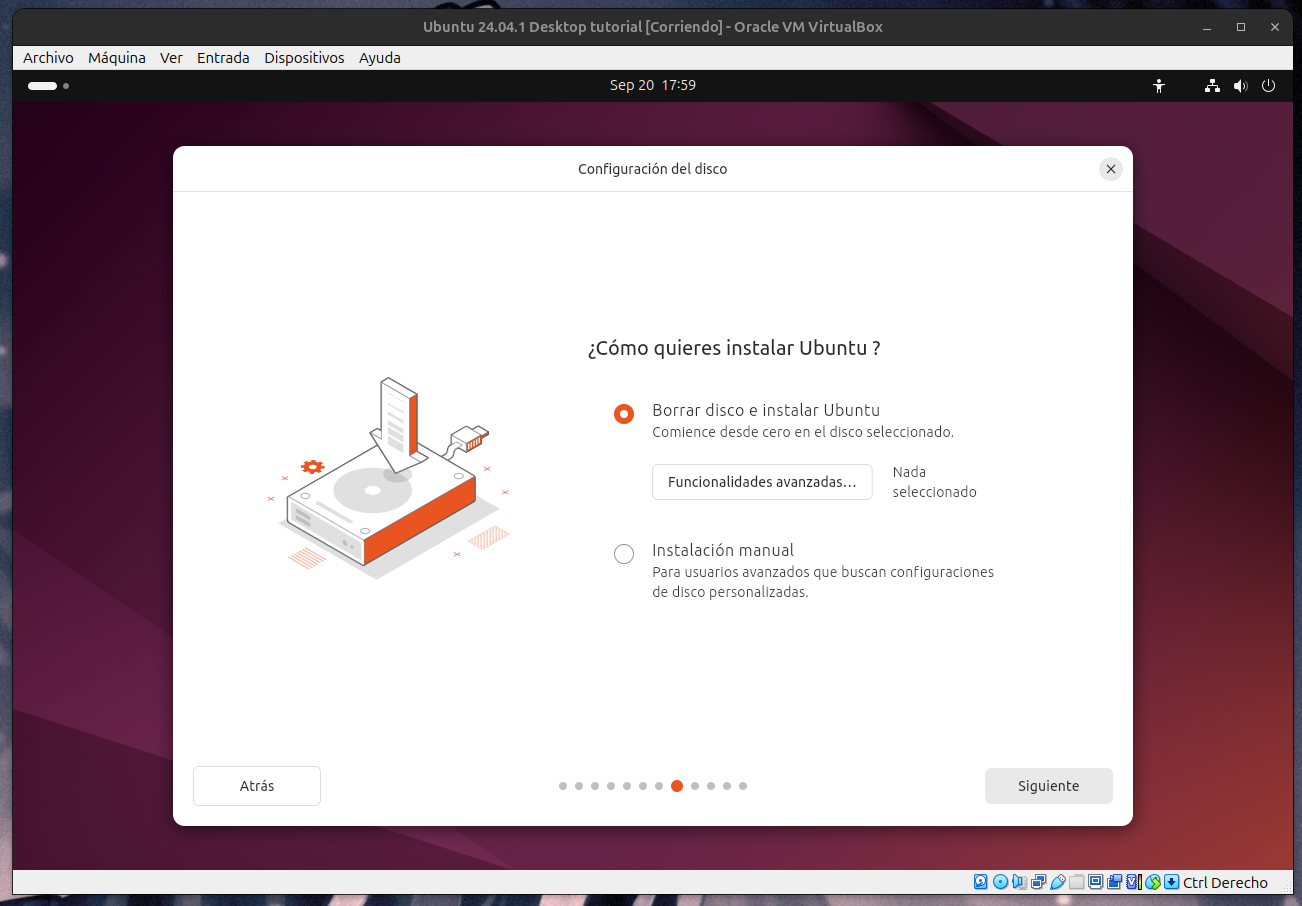 Ubuntu 24.04.1 Desktop tutorial [Corriendo] - Oracle VM VirtualBox
Archivo Máquina Ver Entrada Dispositivos Ayuda
Sep 20 17:59
Configuración del disco
¿Cómo quieres instalar Ubuntu ?
Borrar disco e instalar Ubuntu
Comience desde cero en el disco seleccionado.
Funcionalidades avanzadas...
Nada
seleccionado
Instalación manual
Para usuarios avanzados que buscan configuraciones
de disco personalizadas.
Atrás
Siguiente
Ctrl Derecho